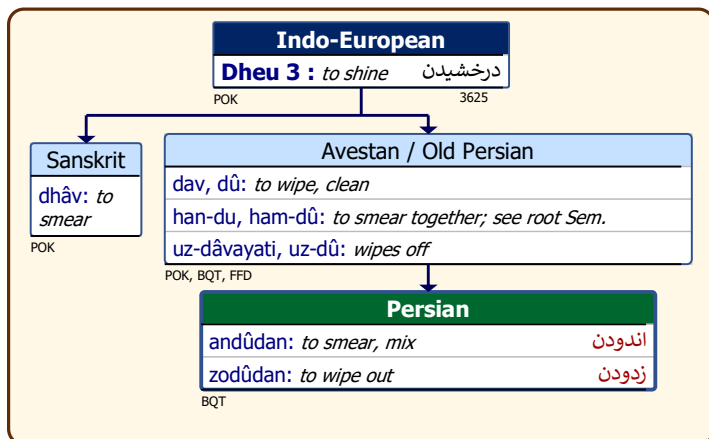 Indo-European
Dheu 3 : to shine درخشیدن
POK 3625
Sanskrit
dhâv: to
smear
POK
Avestan / Old Persian
dav, dû: to wipe, clean
han-du, ham-dû: to smear together; see root Sem.
uz-dâvayati, uz-dû: wipes off
POK, BQT, FFD
Persian
andûdan: to smear, mix اندودن
zodûdan: to wipe out زدودن
BQT